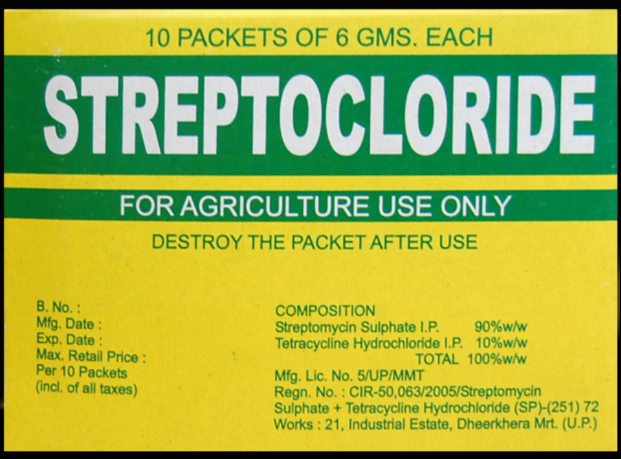 10 PACKETS OF 6 GMS. EACH
STREPTOCLORIDE
FOR AGRICULTURE USE ONLY
DESTROY THE PACKET AFTER USE
B. No. :
Mfg. Date :
Exp. Date :
Max. Retail Price :
Per 10 Packets
(incl. of all taxes)
COMPOSITION
Streptomycin Sulphate I.P. 90%w/w
Tetracycline Hydrochloride I.P. 10%w/w
TOTAL 100%w/w
Mfg. Lic. No. 5/UP/MMT
Regn. No. : CIR-50,063/2005/Streptomycin
Sulphate + Tetracycline Hydrochloride (SP)-(251) 72
Works : 21, Industrial Estate, Dheerkhera Mrt. (U.P.)